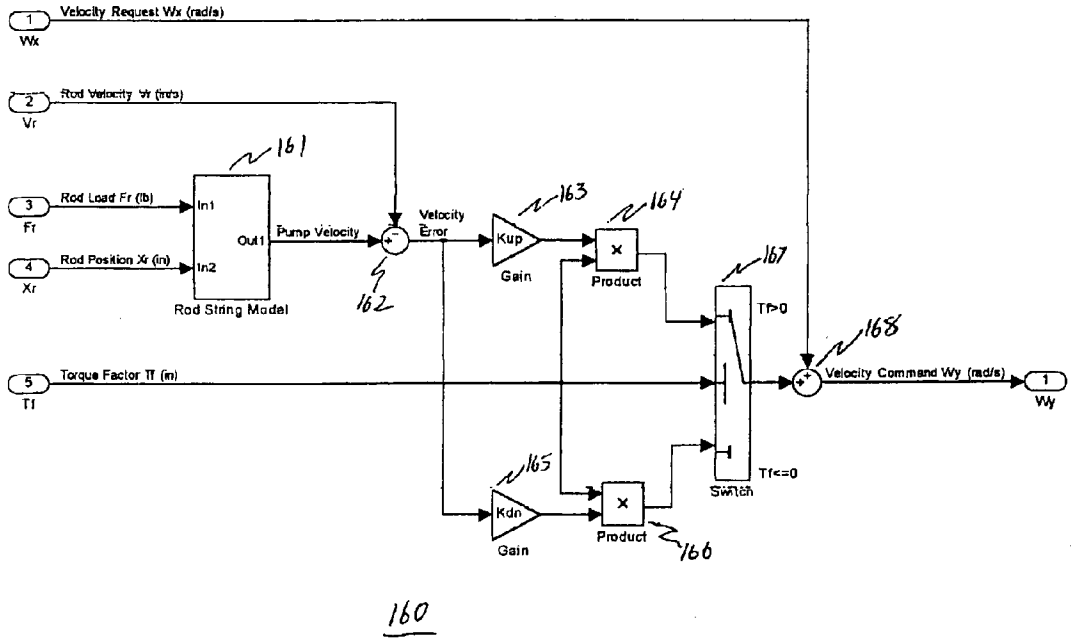 1
Velocity Request Wx (rad/s)
Wx
2
Rod Velocity Vr (in/s)
Vr
161
3
Rod Load Fr (lb)
Fr
In1
Out1
Pump Velocity
4
Rod Position Xr (in)
Xr
In2
Rod String Model
162
Velocity
Error
Kup
Gain
163
×
Product
164
167
Tf>0
5
Torque Factor Tf (in)
Tf
168
Velocity Command Wy (rad/s)
1
Wy
165
Kdn
Gain
×
Product
166
Tf<=0
Switch
160